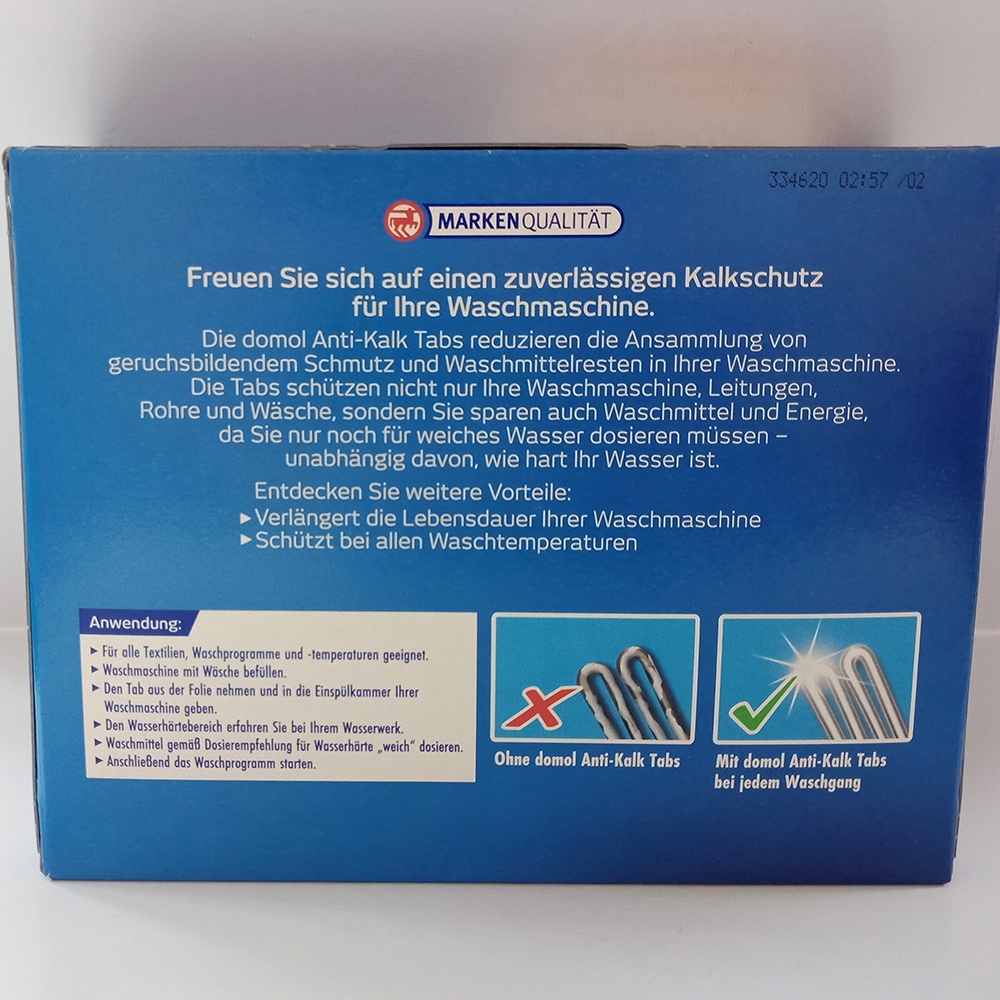 334620 02:57 /02
MARKENQUALITÄT
Freuen Sie sich auf einen zuverlässigen Kalkschutz
für Ihre Waschmaschine.
Die domol Anti-Kalk Tabs reduzieren die Ansammlung von
geruchsbildendem Schmutz und Waschmittelresten in Ihrer Waschmaschine.
Die Tabs schützen nicht nur Ihre Waschmaschine, Leitungen,
Rohre und Wäsche, sondern Sie sparen auch Waschmittel und Energie,
da Sie nur noch für weiches Wasser dosieren müssen –
unabhängig davon, wie hart Ihr Wasser ist.
Entdecken Sie weitere Vorteile:
▸Verlängert die Lebensdauer Ihrer Waschmaschine
▸Schützt bei allen Waschtemperaturen
Anwendung:
▸ Für alle Textilien, Waschprogramme und -temperaturen geeignet.
▸ Waschmaschine mit Wäsche befüllen.
▸ Den Tab aus der Folie nehmen und in die Einspülkammer Ihrer
Waschmaschine geben.
▸ Den Wasserhärtebereich erfahren Sie bei Ihrem Wasserwerk.
▸ Waschmittel gemäß Dosierempfehlung für Wasserhärte „weich" dosieren.
▸ Anschließend das Waschprogramm starten.
Ohne domol Anti-Kalk Tabs
Mit domol Anti-Kalk Tabs
bei jedem Waschgang